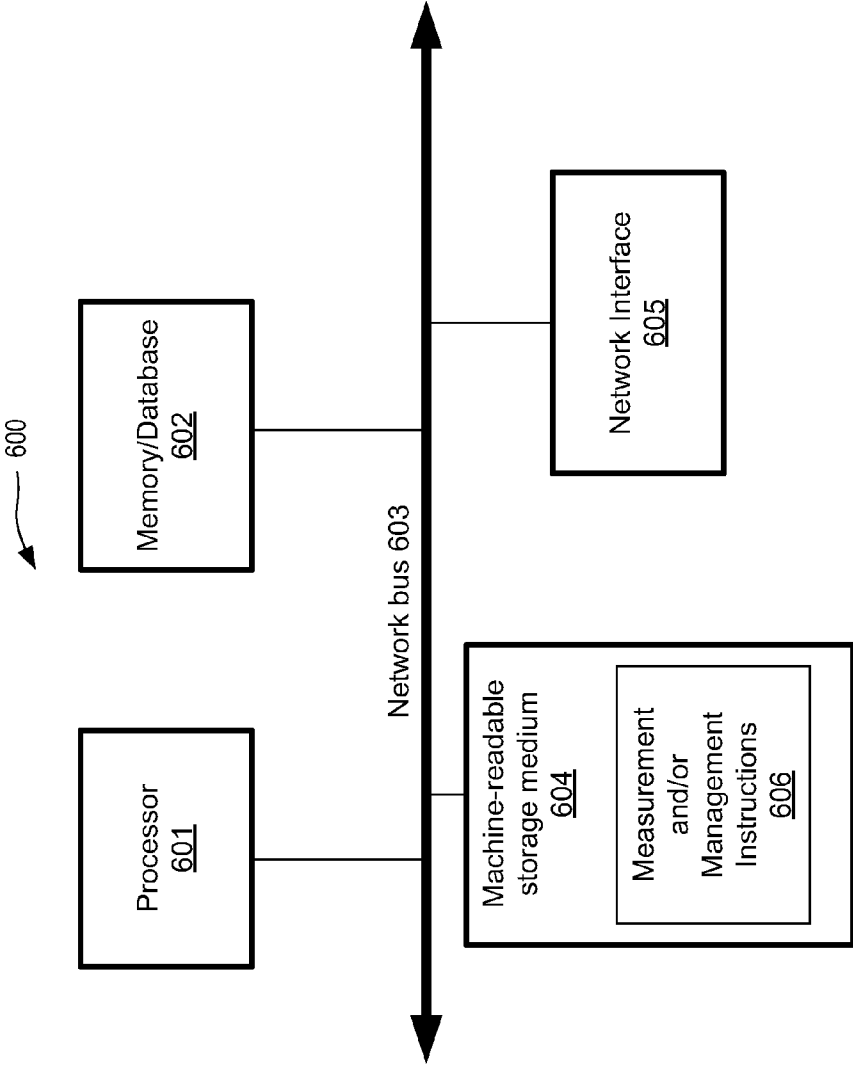 600
Processor
601
Memory/Database
602
Network bus 603
Machine-readable
storage medium
604
Measurement
and/or
Management
Instructions
606
Network Interface
605